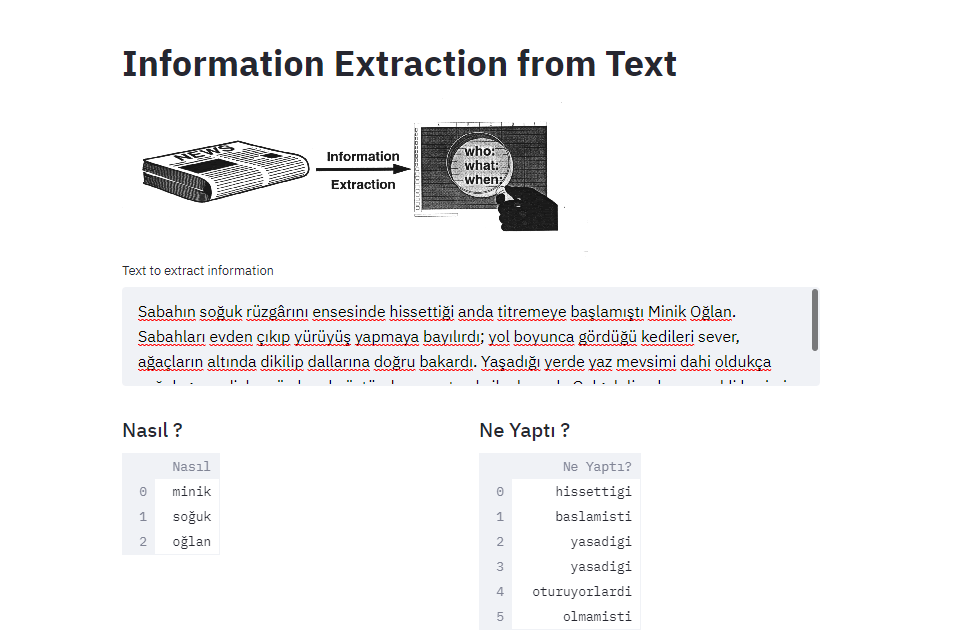 Information Extraction from Text
NEWS
Information
Extraction
who:
what:
when:
Text to extract information
Sabahın soğuk rüzgârını ensesinde hissettiği anda titremeye başlamıştı Minik Oğlan.
Sabahları evden çıkıp yürüyüş yapmaya bayılırdı; yol boyunca gördüğü kedileri sever,
ağaçların altında dikilip dallarına doğru bakardı. Yaşadığı yerde yaz mevsimi dahi oldukça
Nasıl ?
Ne Yaptı ?
Nasıl
0 minik
1 soğuk
2 oğlan
Ne Yaptı?
0 hissettigi
1 baslamisti
2 yasadigi
3 yasadigi
4 oturuyorlardi
5 olmamisti